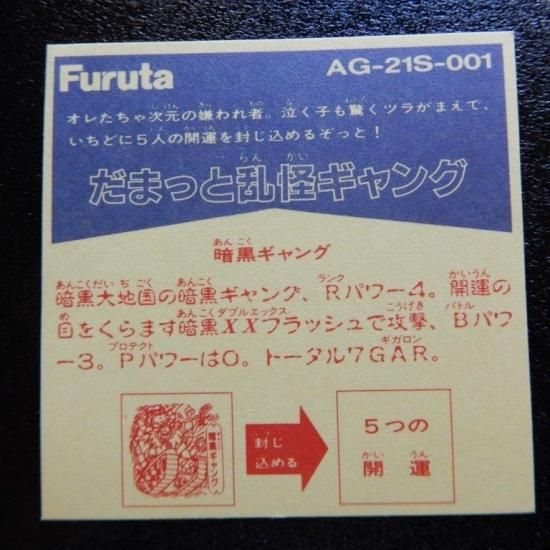 Furuta
AG-21S-001
オレたちゃ次元の嫌われ者。泣く子も驚くツラがまえで、
いちどに5人の開運を封じ込めるぞっと!
だまっと乱怪ギャング
暗黒ギャング
暗黒大地国の暗黒ギャング、Rパワー4。開運の
目をくらます暗黒XXフラッシュで攻撃、Bパワ
ー3。Pパワーは0。トータル7GAR。
暗黒ギャング
封じ
込める
5つの
開運